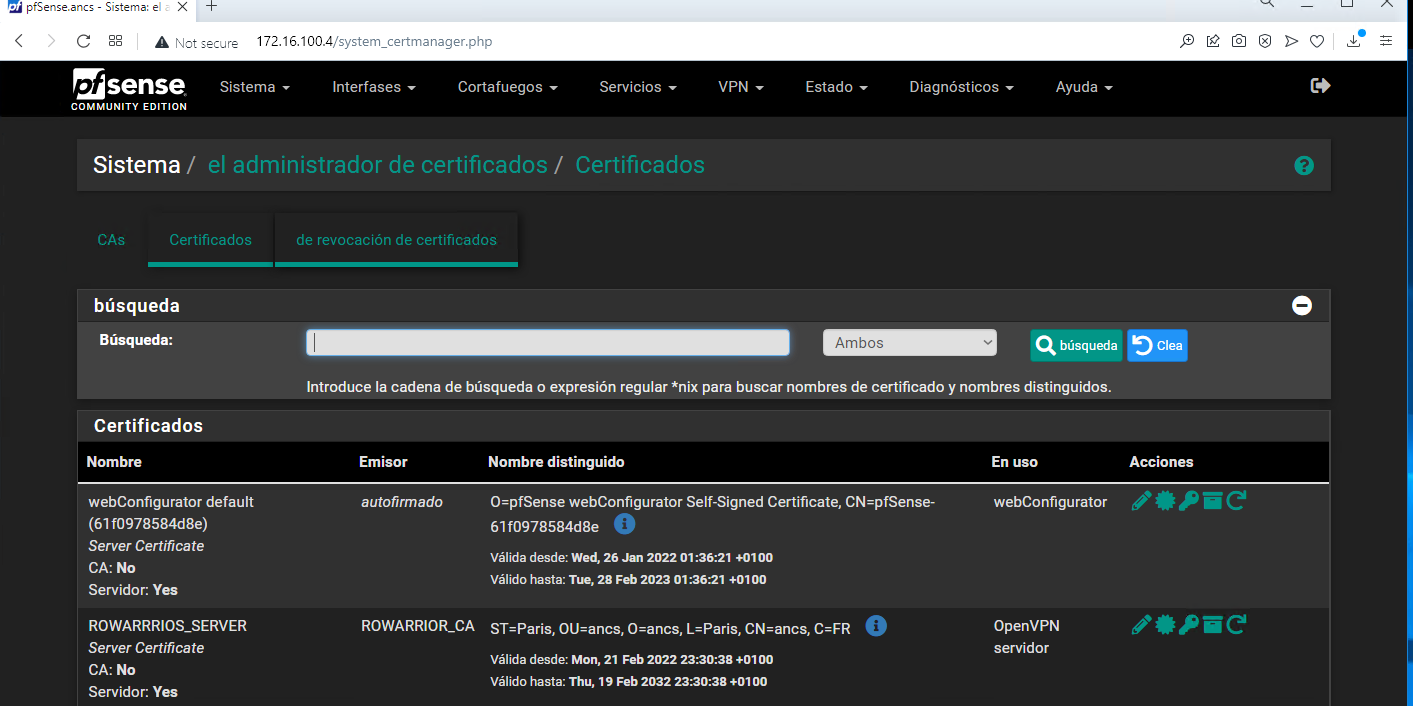 pf pfSense.ancs - Sistema: el a
Not secure 172.16.100.4/system_certmanager.php
pfsense
COMMUNITY EDITION
Sistema Interfases Cortafuegos Servicios VPN Estado Diagnósticos Ayuda
Sistema / el administrador de certificados / Certificados
CAs Certificados de revocación de certificados
búsqueda
Búsqueda: Ambos búsqueda Clea
Introduce la cadena de búsqueda o expresión regular *nix para buscar nombres de certificado y nombres distinguidos.
Certificados
Nombre Emisor Nombre distinguido En uso Acciones
webConfigurator default
(61f0978584d8e)
Server Certificate
CA: No
Servidor: Yes
autofirmado
O=pfSense webConfigurator Self-Signed Certificate, CN=pfSense-
61f0978584d8e
Válida desde: Wed, 26 Jan 2022 01:36:21 +0100
Válido hasta: Tue, 28 Feb 2023 01:36:21 +0100
webConfigurator
ROWARRRIOS_SERVER
Server Certificate
CA: No
Servidor: Yes
ROWARRIOR_CA
ST=Paris, OU=ancs, O=ancs, L=Paris, CN=ancs, C=FR
Válida desde: Mon, 21 Feb 2022 23:30:38 +0100
Válido hasta: Thu, 19 Feb 2032 23:30:38 +0100
OpenVPN
servidor